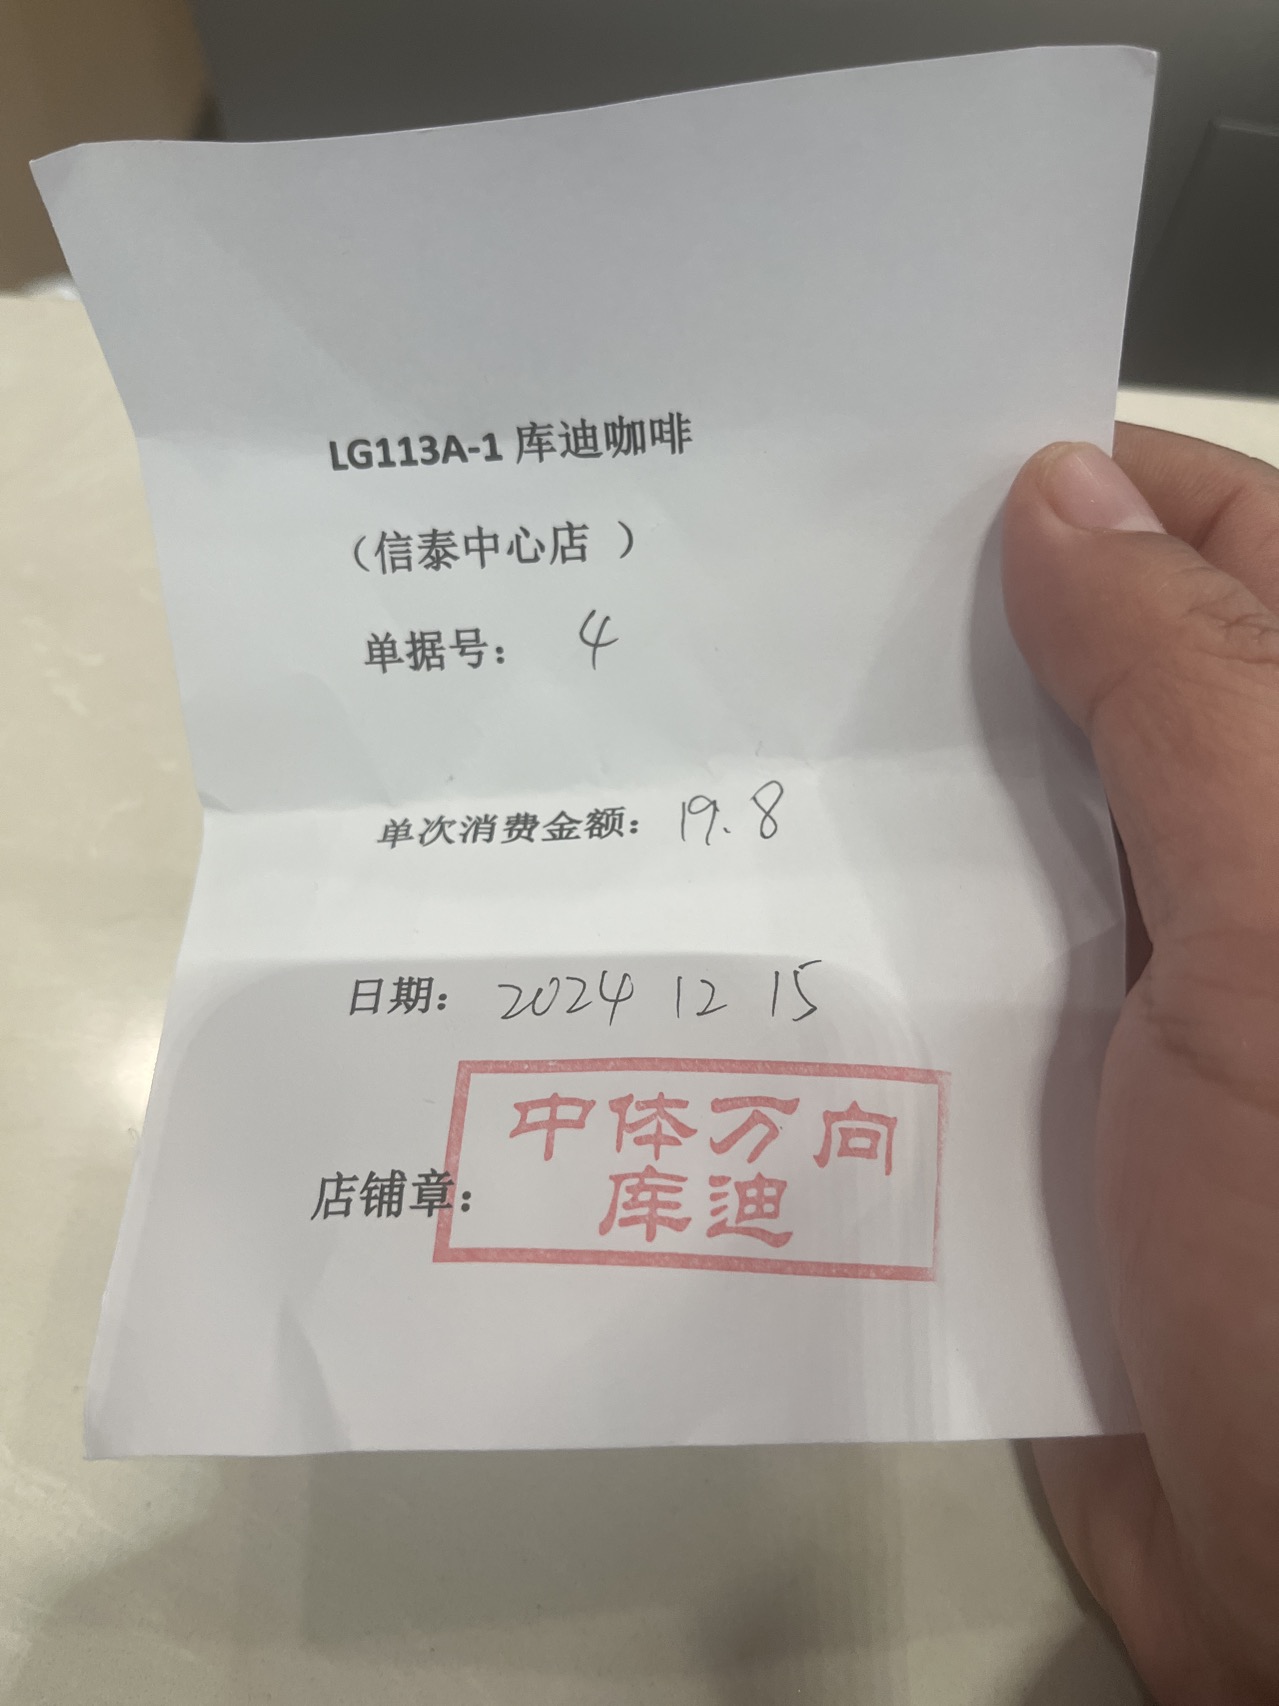 LG113A-1 库迪咖啡
（信泰中心店 ）
单据号： 4
单次消费金额： 19.8
日期： 2024 12 15
店铺章：
中体万向
库迪